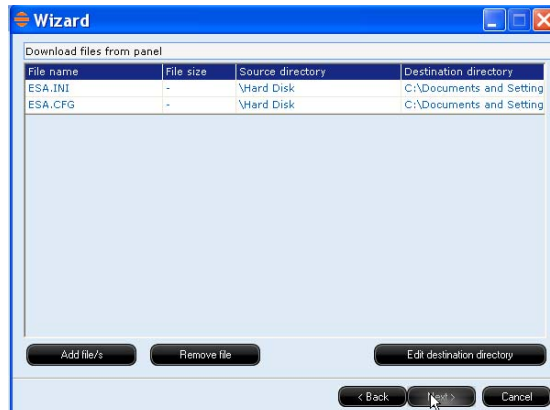 Wizard
Download files from panel
File name File size Source directory Destination directory
ESA.INI - \Hard Disk C:\Documents and Setting
ESA.CFG - \Hard Disk C:\Documents and Setting
Add file/s Remove file Edit destination directory
< Back Next > Cancel